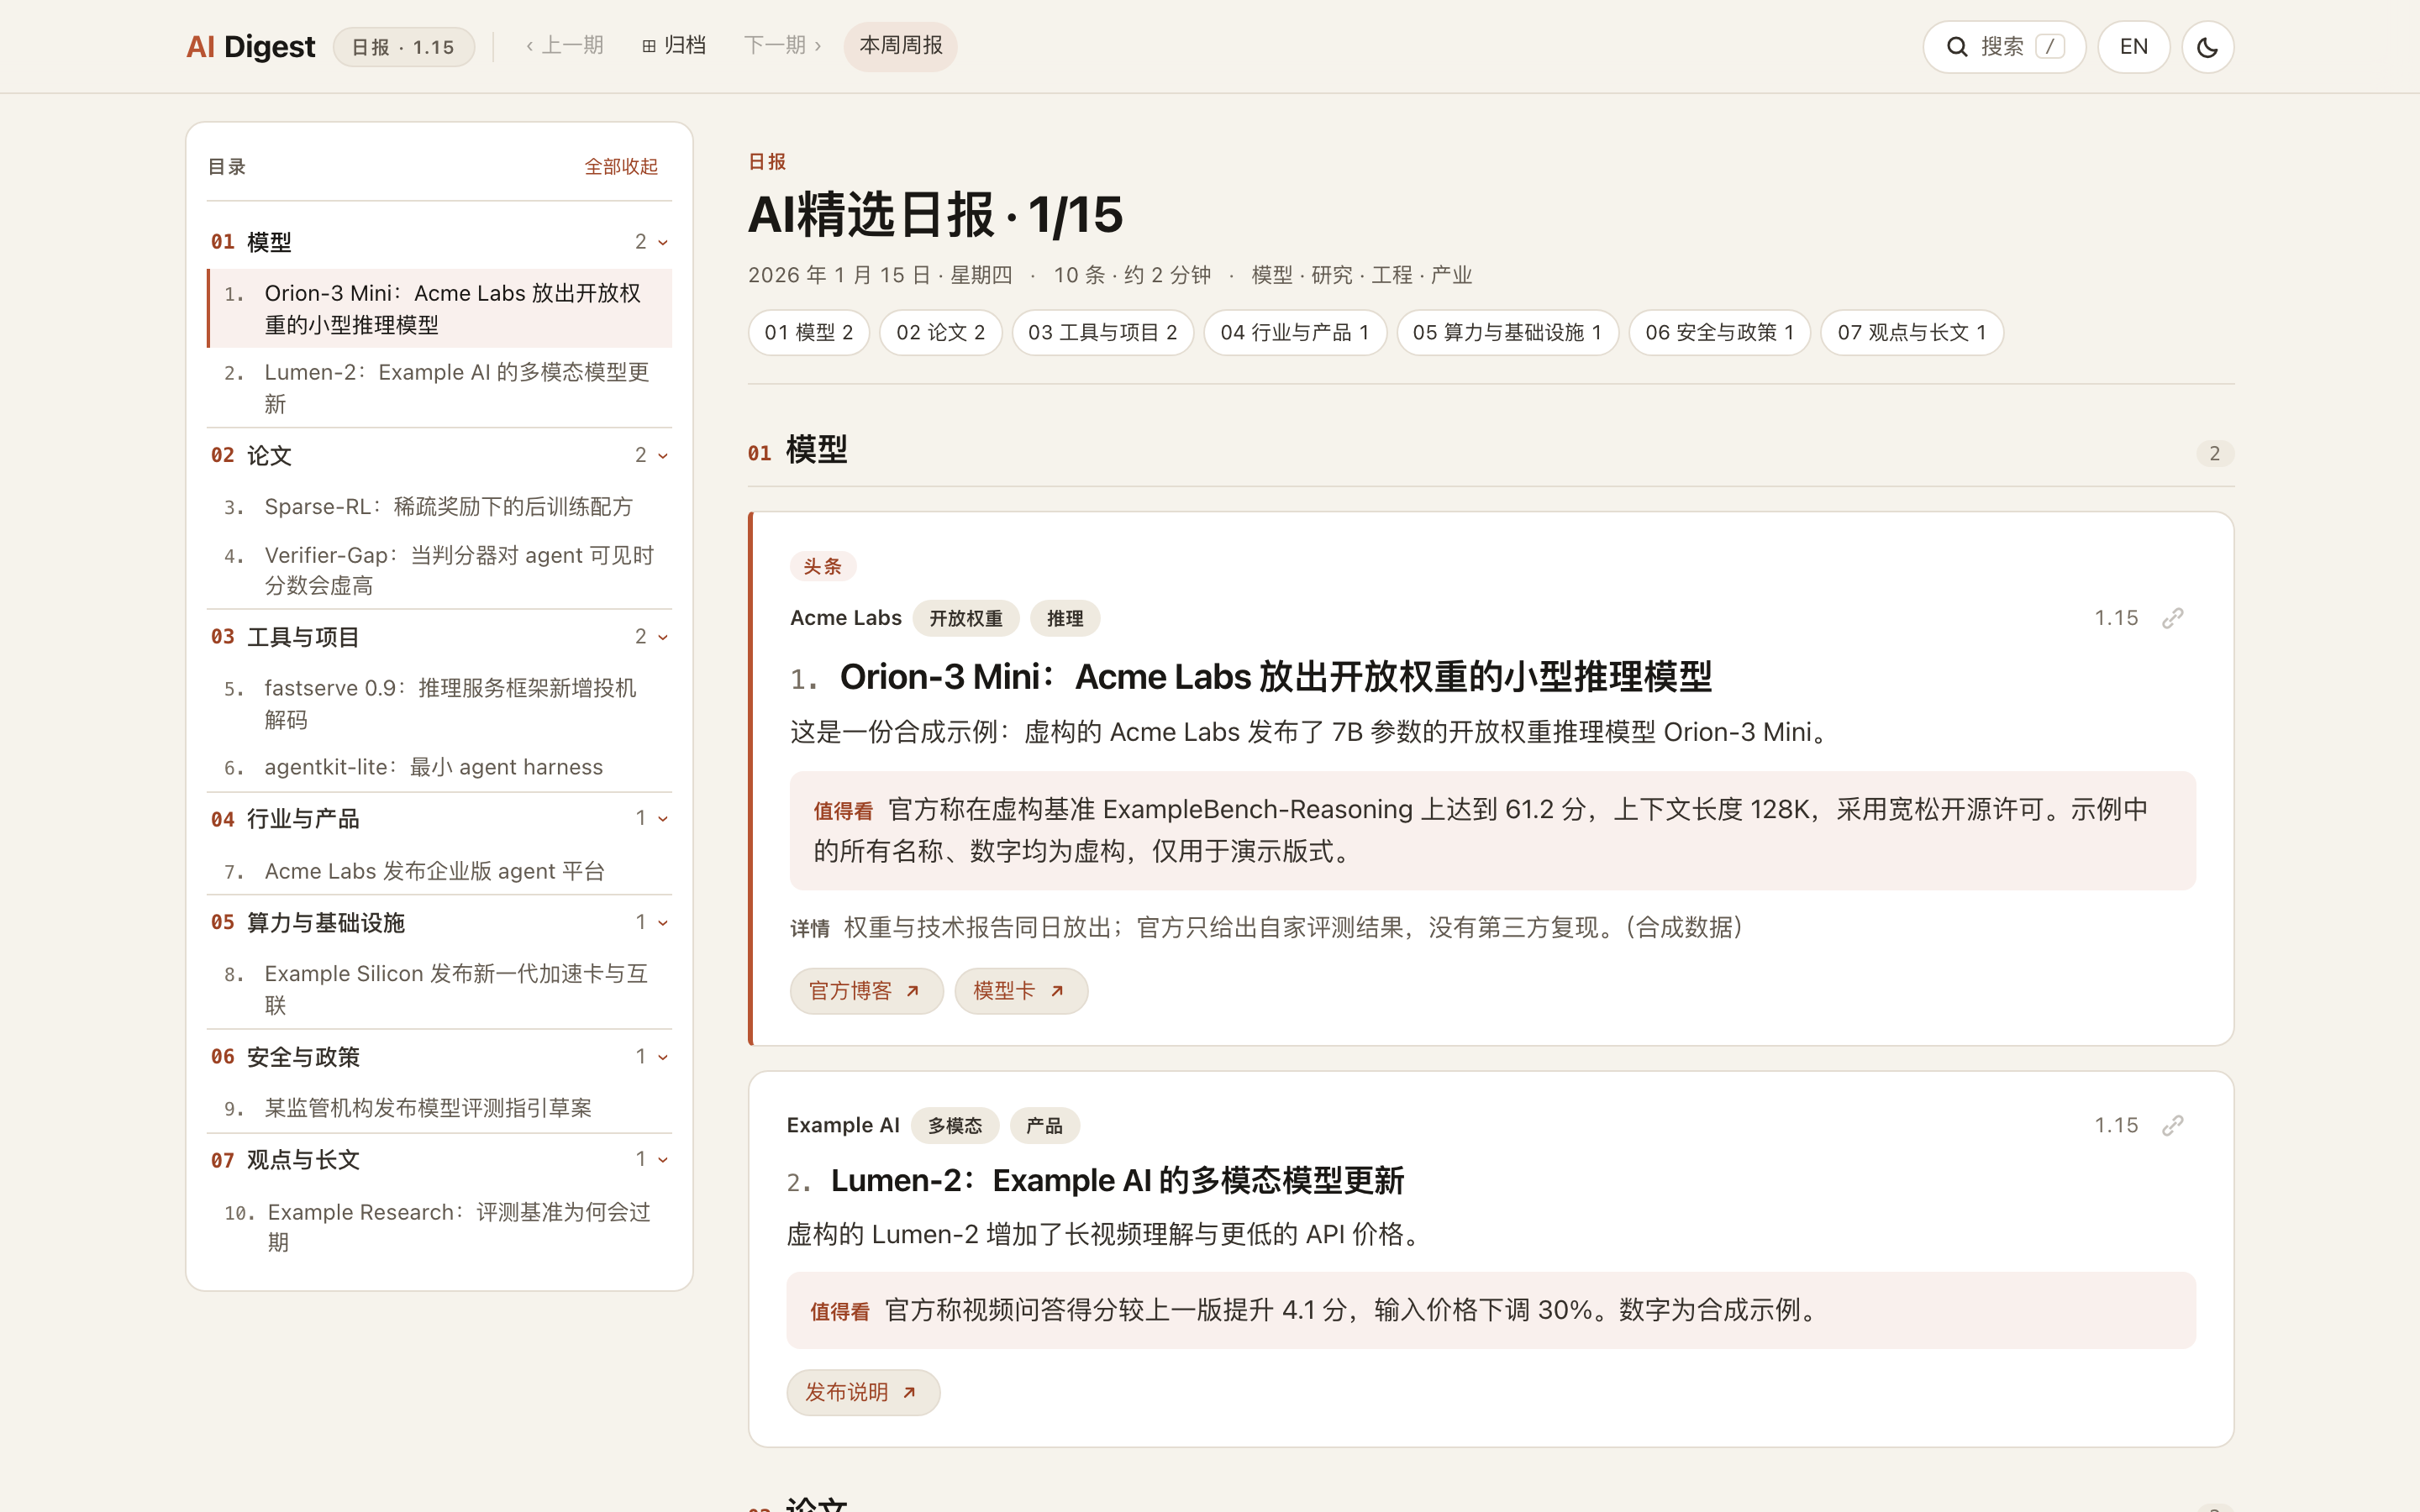 AI Digest 日报 · 1.15 ‹ 上一期 归档 下一期 › 本周周报 搜索 / EN
目录 全部收起
01 模型 2
1. Orion-3 Mini：Acme Labs 放出开放权
重的小型推理模型
2. Lumen-2：Example AI 的多模态模型更
新
02 论文 2
3. Sparse-RL：稀疏奖励下的后训练配方
4. Verifier-Gap：当判分器对 agent 可见时
分数会虚高
03 工具与项目 2
5. fastserve 0.9：推理服务框架新增投机
解码
6. agentkit-lite：最小 agent harness
04 行业与产品 1
7. Acme Labs 发布企业版 agent 平台
05 算力与基础设施 1
8. Example Silicon 发布新一代加速卡与互
联
06 安全与政策 1
9. 某监管机构发布模型评测指引草案
07 观点与长文 1
10. Example Research：评测基准为何会过
期
日报
AI精选日报 · 1/15
2026 年 1 月 15 日 · 星期四 · 10 条 · 约 2 分钟 · 模型 · 研究 · 工程 · 产业
01 模型 2 02 论文 2 03 工具与项目 2 04 行业与产品 1 05 算力与基础设施 1 06 安全与政策 1 07 观点与长文 1
01 模型 2
头条
Acme Labs 开放权重 推理 1.15
1. Orion-3 Mini：Acme Labs 放出开放权重的小型推理模型
这是一份合成示例：虚构的 Acme Labs 发布了 7B 参数的开放权重推理模型 Orion-3 Mini。
值得看 官方称在虚构基准 ExampleBench-Reasoning 上达到 61.2 分，上下文长度 128K，采用宽松开源许可。示例中
的所有名称、数字均为虚构，仅用于演示版式。
详情 权重与技术报告同日放出；官方只给出自家评测结果，没有第三方复现。（合成数据）
官方博客 模型卡
Example AI 多模态 产品 1.15
2. Lumen-2：Example AI 的多模态模型更新
虚构的 Lumen-2 增加了长视频理解与更低的 API 价格。
值得看 官方称视频问答得分较上一版提升 4.1 分，输入价格下调 30%。数字为合成示例。
发布说明
02 论文